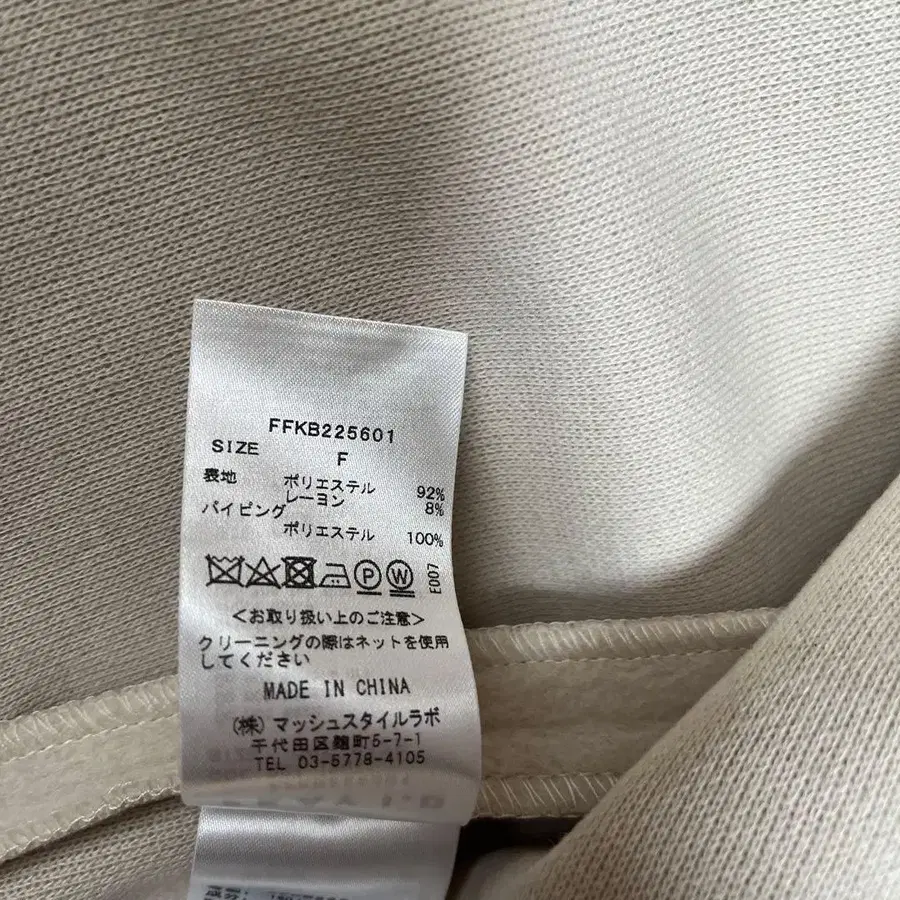 FFKB225601
SIZE F
表地 ポリエステル 92%
レーヨン 8%
パイピング
ポリエステル 100%
E007
＜お取り扱い上のご注意＞
クリーニングの際はネットを使用
してください
MADE IN CHINA
(株)マッシュスタイルラボ
千代田区麹町5-7-1
TEL 03-5778-4105